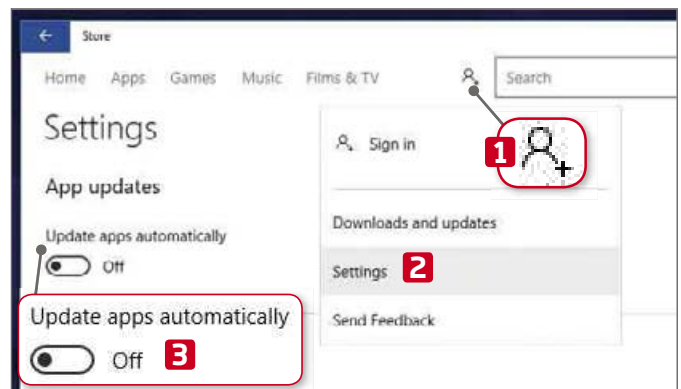 Store
Home Apps Games Music Films & TV Search
Settings
App updates
Update apps automatically
Off
1
Sign in
Downloads and updates
Settings 2
Send Feedback
Update apps automatically
Off 3